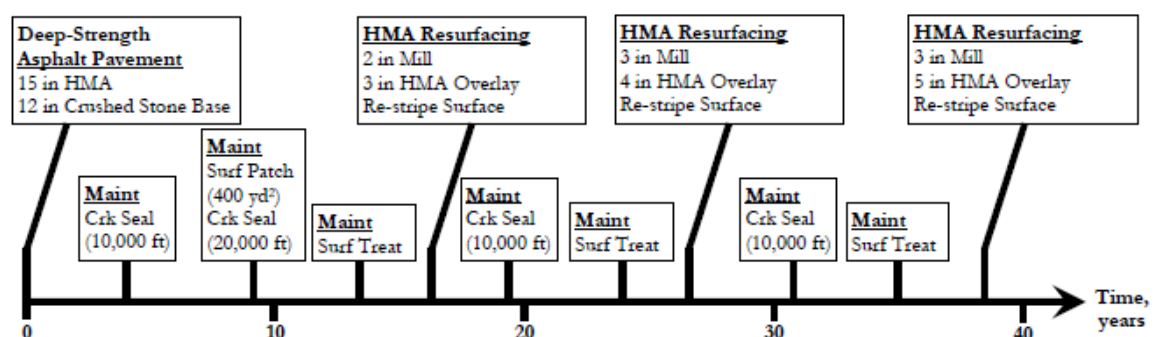 Deep-Strength
Asphalt Pavement
15 in HMA
12 in Crushed Stone Base
HMA Resurfacing
2 in Mill
3 in HMA Overlay
Re-stripe Surface
HMA Resurfacing
3 in Mill
4 in HMA Overlay
Re-stripe Surface
HMA Resurfacing
3 in Mill
5 in HMA Overlay
Re-stripe Surface
Maint
Crk Seal
(10,000 ft)
Maint
Surf Patch
(400 yd²)
Crk Seal
(20,000 ft)
Maint
Surf Treat
Maint
Crk Seal
(10,000 ft)
Maint
Surf Treat
Maint
Crk Seal
(10,000 ft)
Maint
Surf Treat
0
10
20
30
40
Time,
years